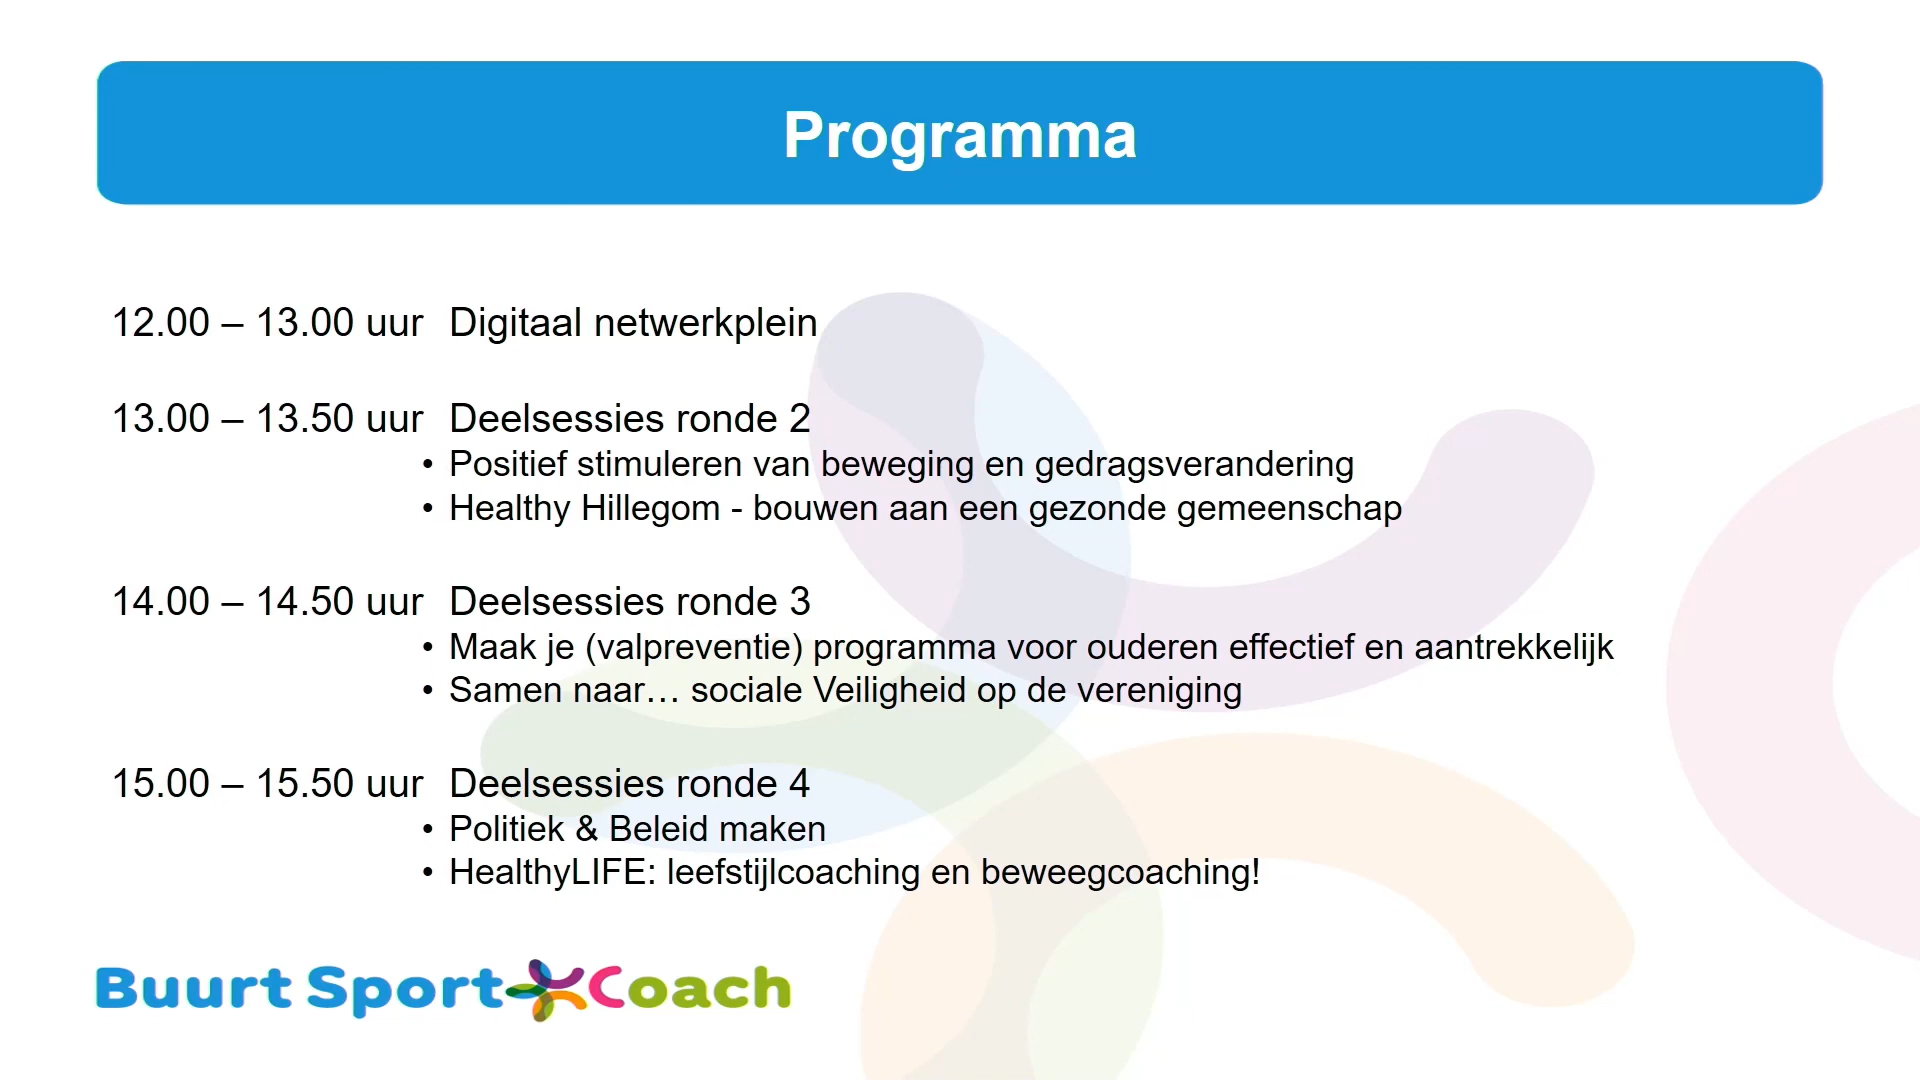 Programma
12.00 – 13.00 uur Digitaal netwerkplein
13.00 – 13.50 uur Deelsessies ronde 2
• Positief stimuleren van beweging en gedragsverandering
• Healthy Hillegom - bouwen aan een gezonde gemeenschap
14.00 – 14.50 uur Deelsessies ronde 3
• Maak je (valpreventie) programma voor ouderen effectief en aantrekkelijk
• Samen naar… sociale Veiligheid op de vereniging
15.00 – 15.50 uur Deelsessies ronde 4
• Politiek & Beleid maken
• HealthyLIFE: leefstijlcoaching en beweegcoaching!
Buurt Sport Coach